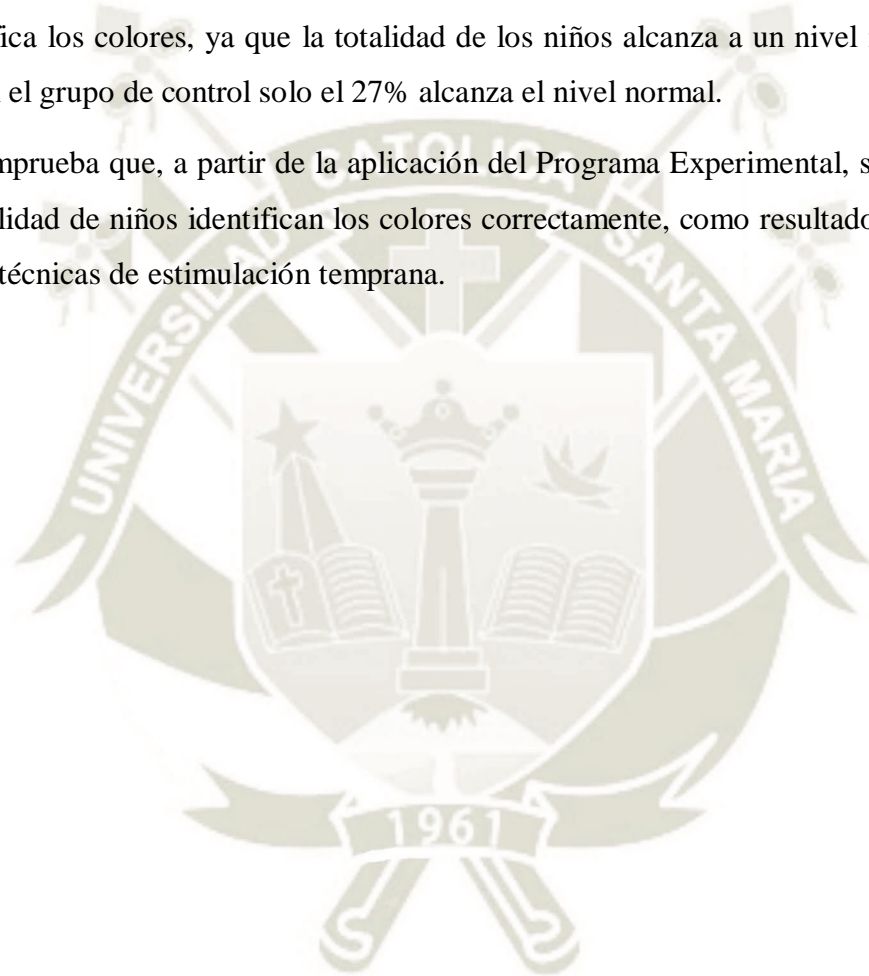 fica los colores, ya que la totalidad de los niños alcanza a un nivel
el grupo de control solo el 27% alcanza el nivel normal.
mprueba que, a partir de la aplicación del Programa Experimental, s
lidad de niños identifican los colores correctamente, como resultado
técnicas de estimulación temprana.
UNIVERSIDAD CATOLICA SANTA MARIA
1961